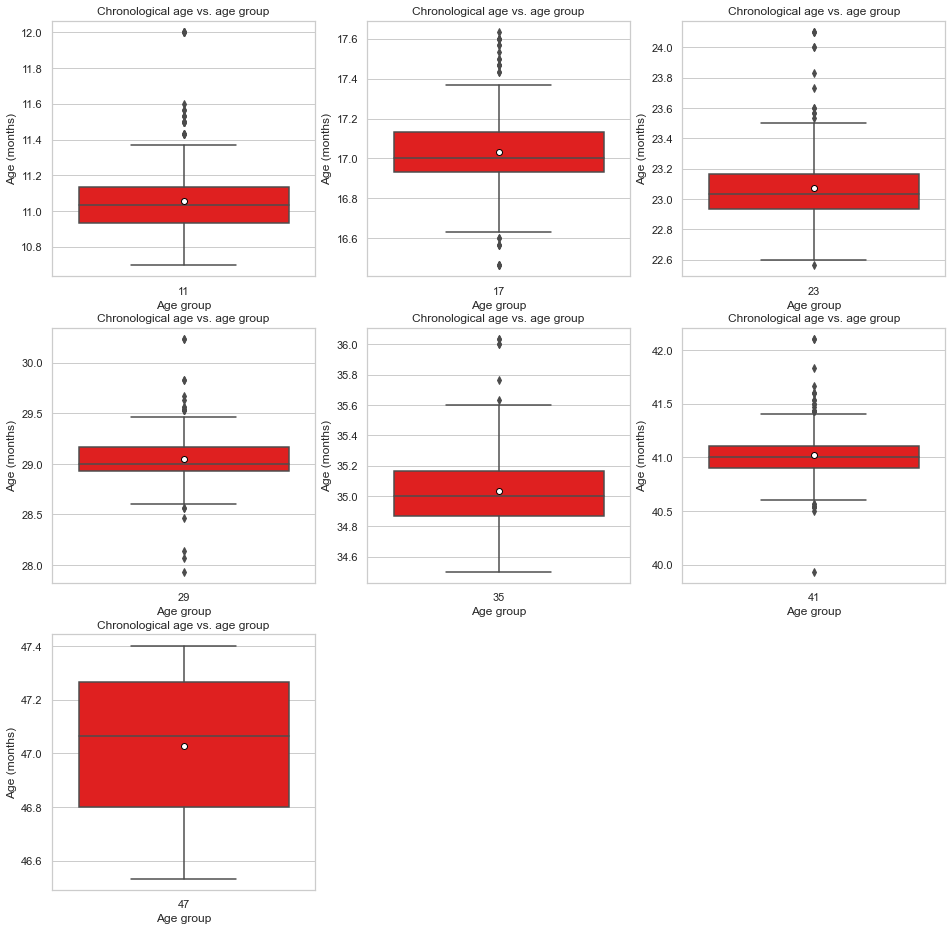 Chronological age vs. age group
12.0
11.8
11.6
11.4
11.2
11.0
10.8
Age (months)
11
Age group
Chronological age vs. age group
17.6
17.4
17.2
17.0
16.8
16.6
Age (months)
17
Age group
Chronological age vs. age group
24.0
23.8
23.6
23.4
23.2
23.0
22.8
22.6
Age (months)
23
Age group
Chronological age vs. age group
30.0
29.5
29.0
28.5
28.0
Age (months)
29
Age group
Chronological age vs. age group
36.0
35.8
35.6
35.4
35.2
35.0
34.8
34.6
Age (months)
35
Age group
Chronological age vs. age group
42.0
41.5
41.0
40.5
40.0
Age (months)
41
Age group
Chronological age vs. age group
47.4
47.2
47.0
46.8
46.6
Age (months)
47
Age group